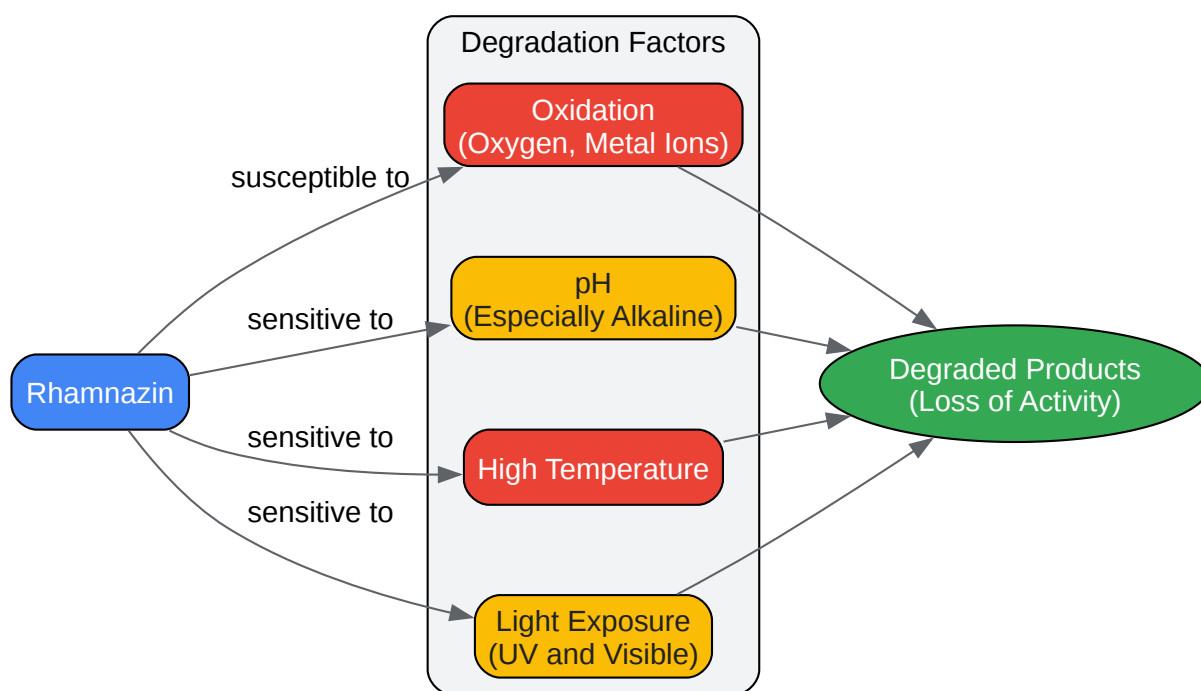 Degradation Factors
Oxidation
(Oxygen, Metal Ions)
susceptible to
pH
(Especially Alkaline)
sensitive to
Rhamnazin
Degraded Products
(Loss of Activity)
sensitive to
High Temperature
sensitive to
Light Exposure
(UV and Visible)